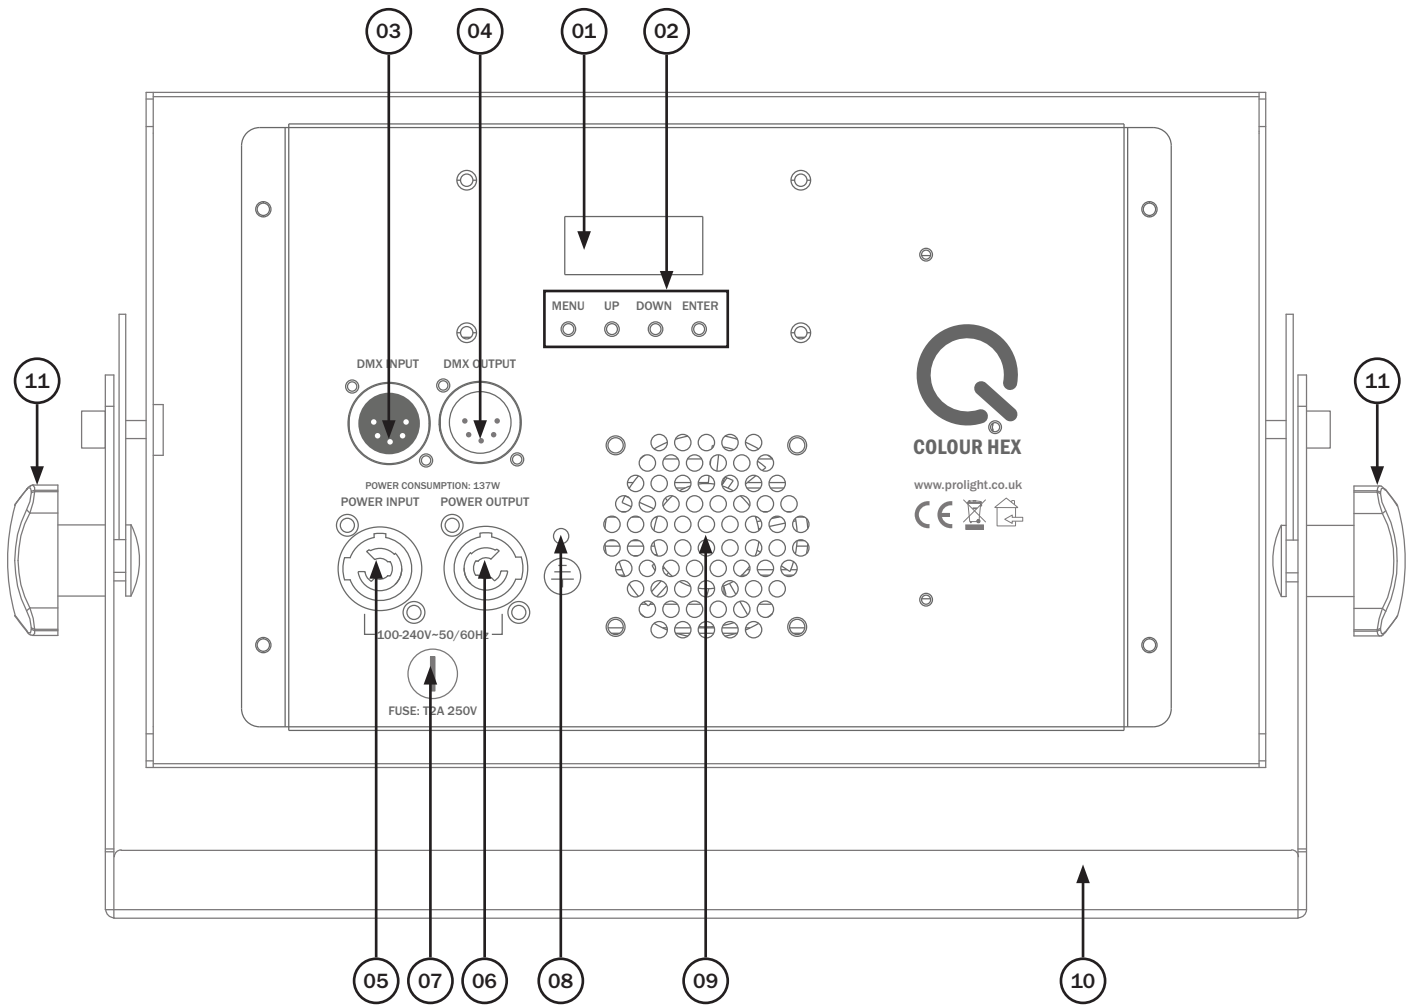 03 04 01 02
MENU UP DOWN ENTER
DMX INPUT DMX OUTPUT
11 11
COLOUR HEX
POWER CONSUMPTION: 137W
www.prolight.co.uk
POWER INPUT POWER OUTPUT
CE
100-240V~50/60Hz
FUSE: T2A 250V
05 07 06 08 09 10